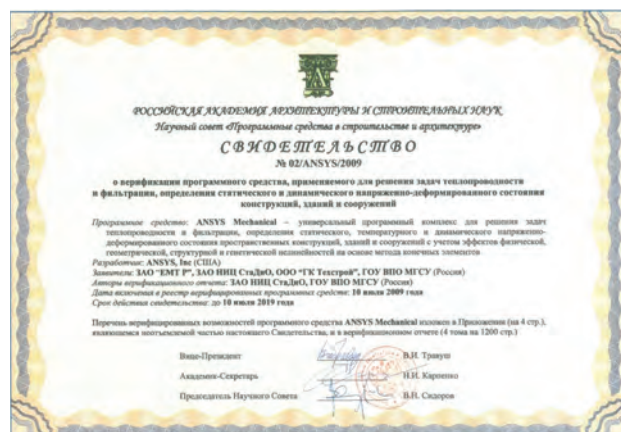 РОССИЙСКАЯ АКАДЕМИЯ АРХИТЕКТУРЫ И СТРОИТЕЛЬНЫХ НАУК
Научный совет «Программные средства в строительстве и архитектуре»
СВИДЕТЕЛЬСТВО
№ 02/ANSYS/2009
о верификации программного средства, применяемого для решения задач теплопроводности
и фильтрации, определения статического и динамического напряженно-деформированного состояния
конструкций, зданий и сооружений
Программное средство: ANSYS Mechanical – универсальный программный комплекс для решения задач
теплопроводности и фильтрации, определения статического, температурного и динамического напряженно-
деформированного состояния пространственных конструкций, зданий и сооружений с учетом эффектов физической,
геометрической, структурной и генетической нелинейностей на основе метода конечных элементов
Разработчик: ANSYS, Inc (США)
Заявители: ЗАО "ЕМТ Р", ЗАО НИЦ СтаДиО, ООО "ГК Техстрой", ГОУ ВПО МГСУ (Россия)
Авторы верификационного отчета: ЗАО НИЦ СтаДиО, ГОУ ВПО МГСУ (Россия)
Дата включения в реестр верифицированных программных средств: 10 июля 2009 года
Срок действия свидетельства: до 10 июля 2019 года
Перечень верифицированных возможностей программного средства ANSYS Mechanical изложен в Приложении (на 4 стр.),
являющемся неотъемлемой частью настоящего Свидетельства, и в верификационном отчете (4 тома на 1200 стр.)
Вице-Президент В.И. Травуш
Академик-Секретарь Н.И. Карпенко
Председатель Научного Совета В.Н. Сидоров